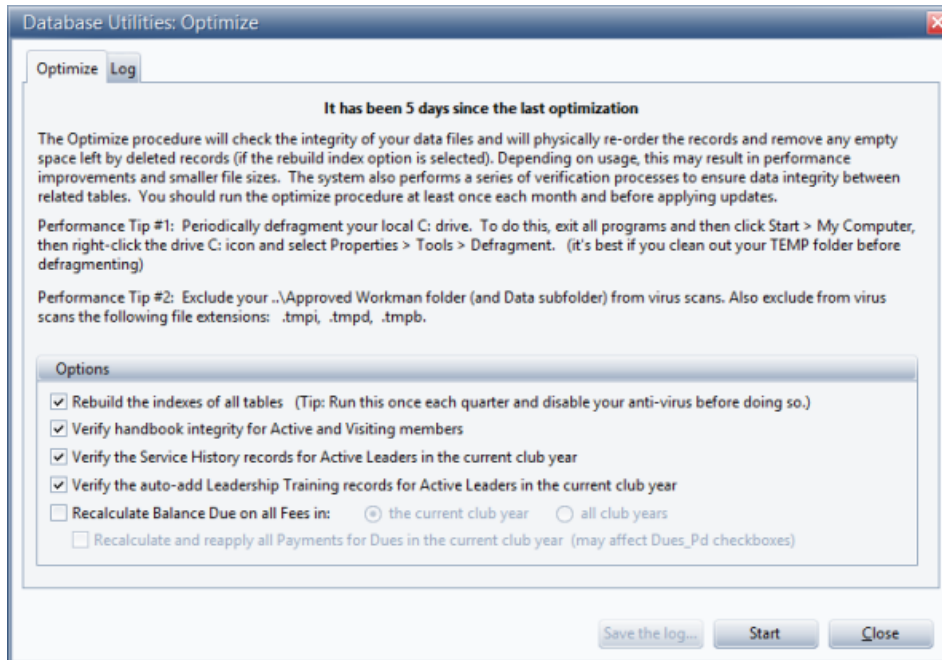 Database Utilities: Optimize
Optimize Log
It has been 5 days since the last optimization
The Optimize procedure will check the integrity of your data files and will physically re-order the records and remove any empty
space left by deleted records (if the rebuild index option is selected). Depending on usage, this may result in performance
improvements and smaller file sizes. The system also performs a series of verification processes to ensure data integrity between
related tables. You should run the optimize procedure at least once each month and before applying updates.
Performance Tip #1: Periodically defragment your local C: drive. To do this, exit all programs and then click Start > My Computer,
then right-click the drive C: icon and select Properties > Tools > Defragment. (it's best if you clean out your TEMP folder before
defragmenting)
Performance Tip #2: Exclude your ..\Approved Workman folder (and Data subfolder) from virus scans. Also exclude from virus
scans the following file extensions: .tmpi, .tmpd, .tmpb.
Options
Rebuild the indexes of all tables (Tip: Run this once each quarter and disable your anti-virus before doing so.)
Verify handbook integrity for Active and Visiting members
Verify the Service History records for Active Leaders in the current club year
Verify the auto-add Leadership Training records for Active Leaders in the current club year
Recalculate Balance Due on all Fees in: the current club year all club years
Recalculate and reapply all Payments for Dues in the current club year (may affect Dues_Pd checkboxes)
Save the log... Start Close